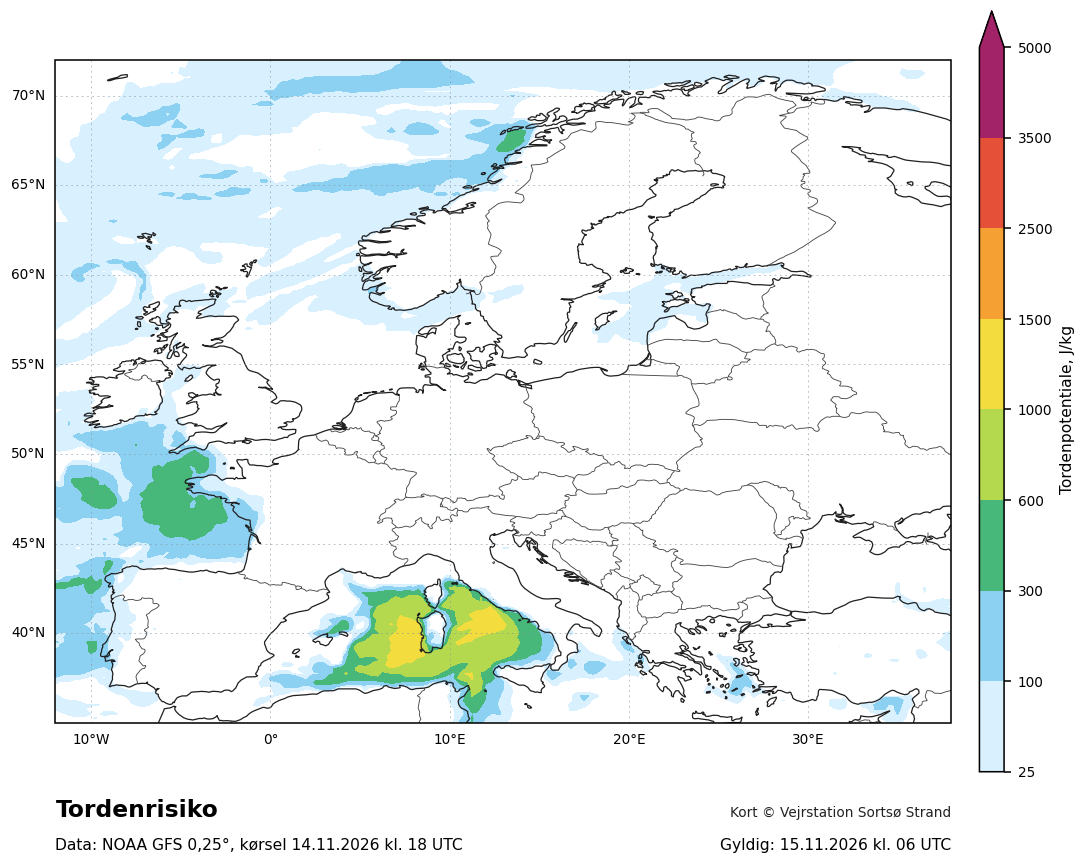 5000
3500
2500
1500
1000
600
300
100
25
Tordenpotentiale, J/kg
70°N
65°N
60°N
55°N
50°N
45°N
40°N
10°W
0°
10°E
20°E
30°E
Tordenrisiko
Kort © Vejrstation Sortsø Strand
Data: NOAA GFS 0,25°, kørsel 14.11.2026 kl. 18 UTC
Gyldig: 15.11.2026 kl. 06 UTC